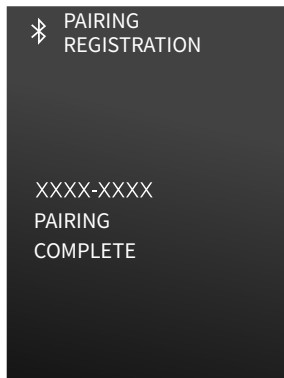 PAIRING
REGISTRATION
XXXX-XXXX
PAIRING
COMPLETE